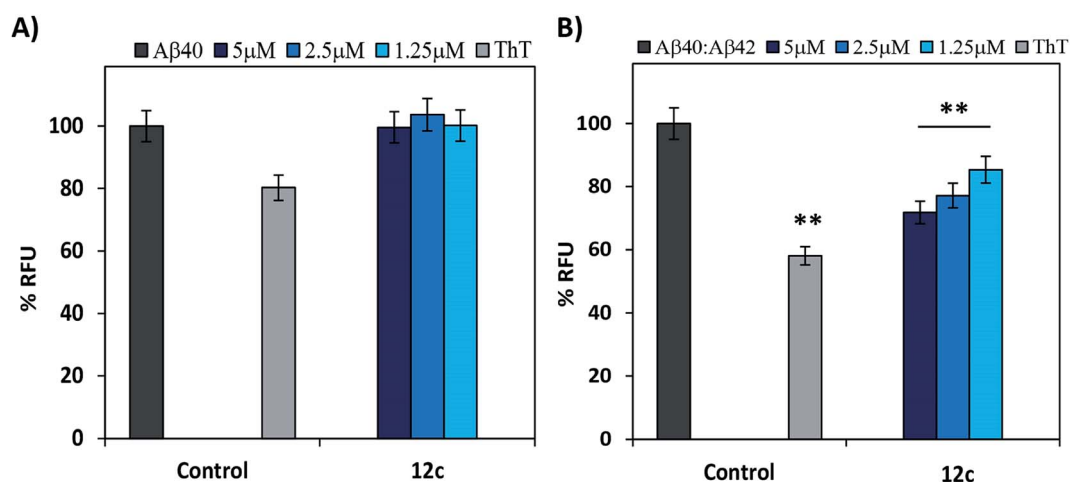 A)
Aβ40 5μM 2.5μM 1.25μM ThT
% RFU
100
80
60
40
20
0
Control 12c
B)
Aβ40:Aβ42 5μM 2.5μM 1.25μM ThT
% RFU
100
80
60
40
20
0
**
**
Control 12c